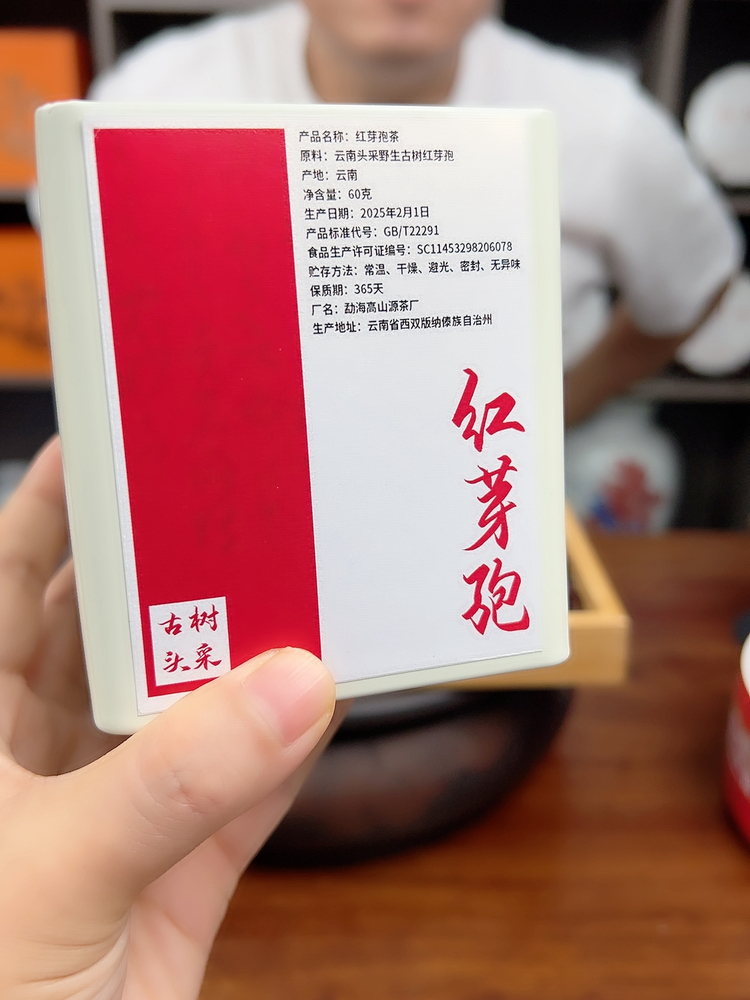 产品名称：红芽孢茶
原料：云南头采野生古树红芽孢
产地：云南
净含量：60克
生产日期：2025年2月1日
产品标准代号：GB/T22291
食品生产许可证编号：SC11453298206078
贮存方法：常温、干燥、避光、密封、无异味
保质期：365天
厂名：勐海高山源茶厂
生产地址：云南省西双版纳傣族自治州
红芽孢
古树
头采